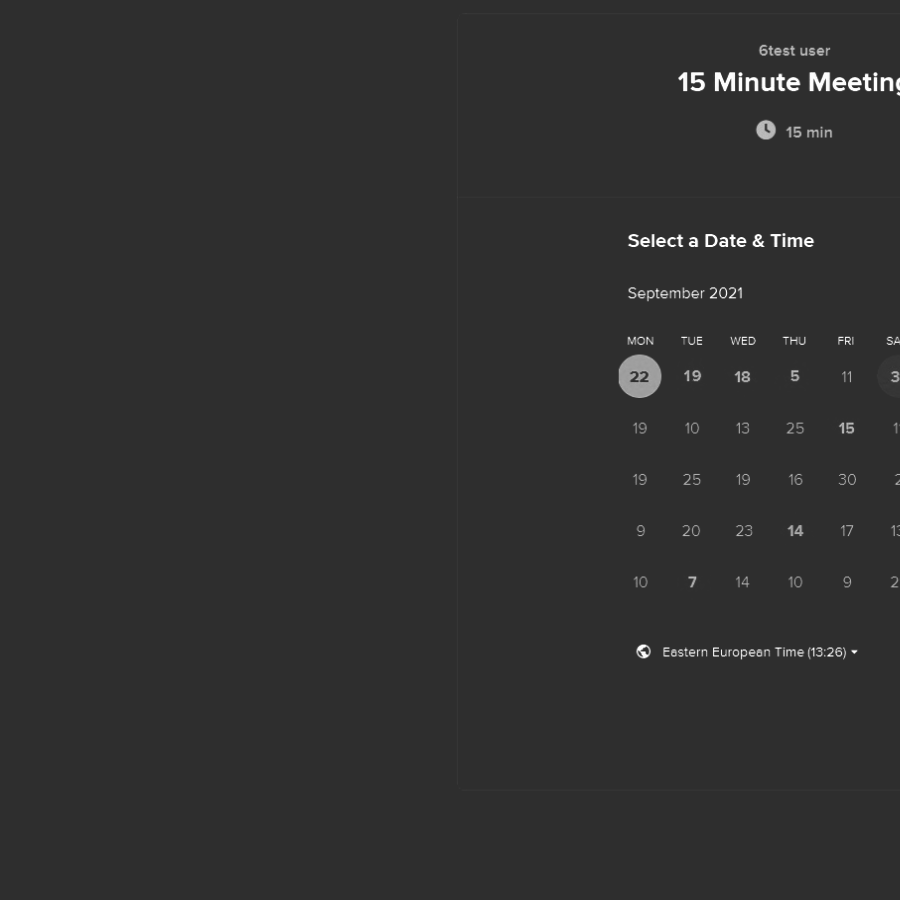 6test user
15 Minute Meeting
15 min
Select a Date & Time
September 2021
MON TUE WED THU FRI SA
22 19 18 5 11 3
19 10 13 25 15
19 25 19 16 30 2
9 20 23 14 17 13
10 7 14 10 9 2
Eastern European Time (13:26)